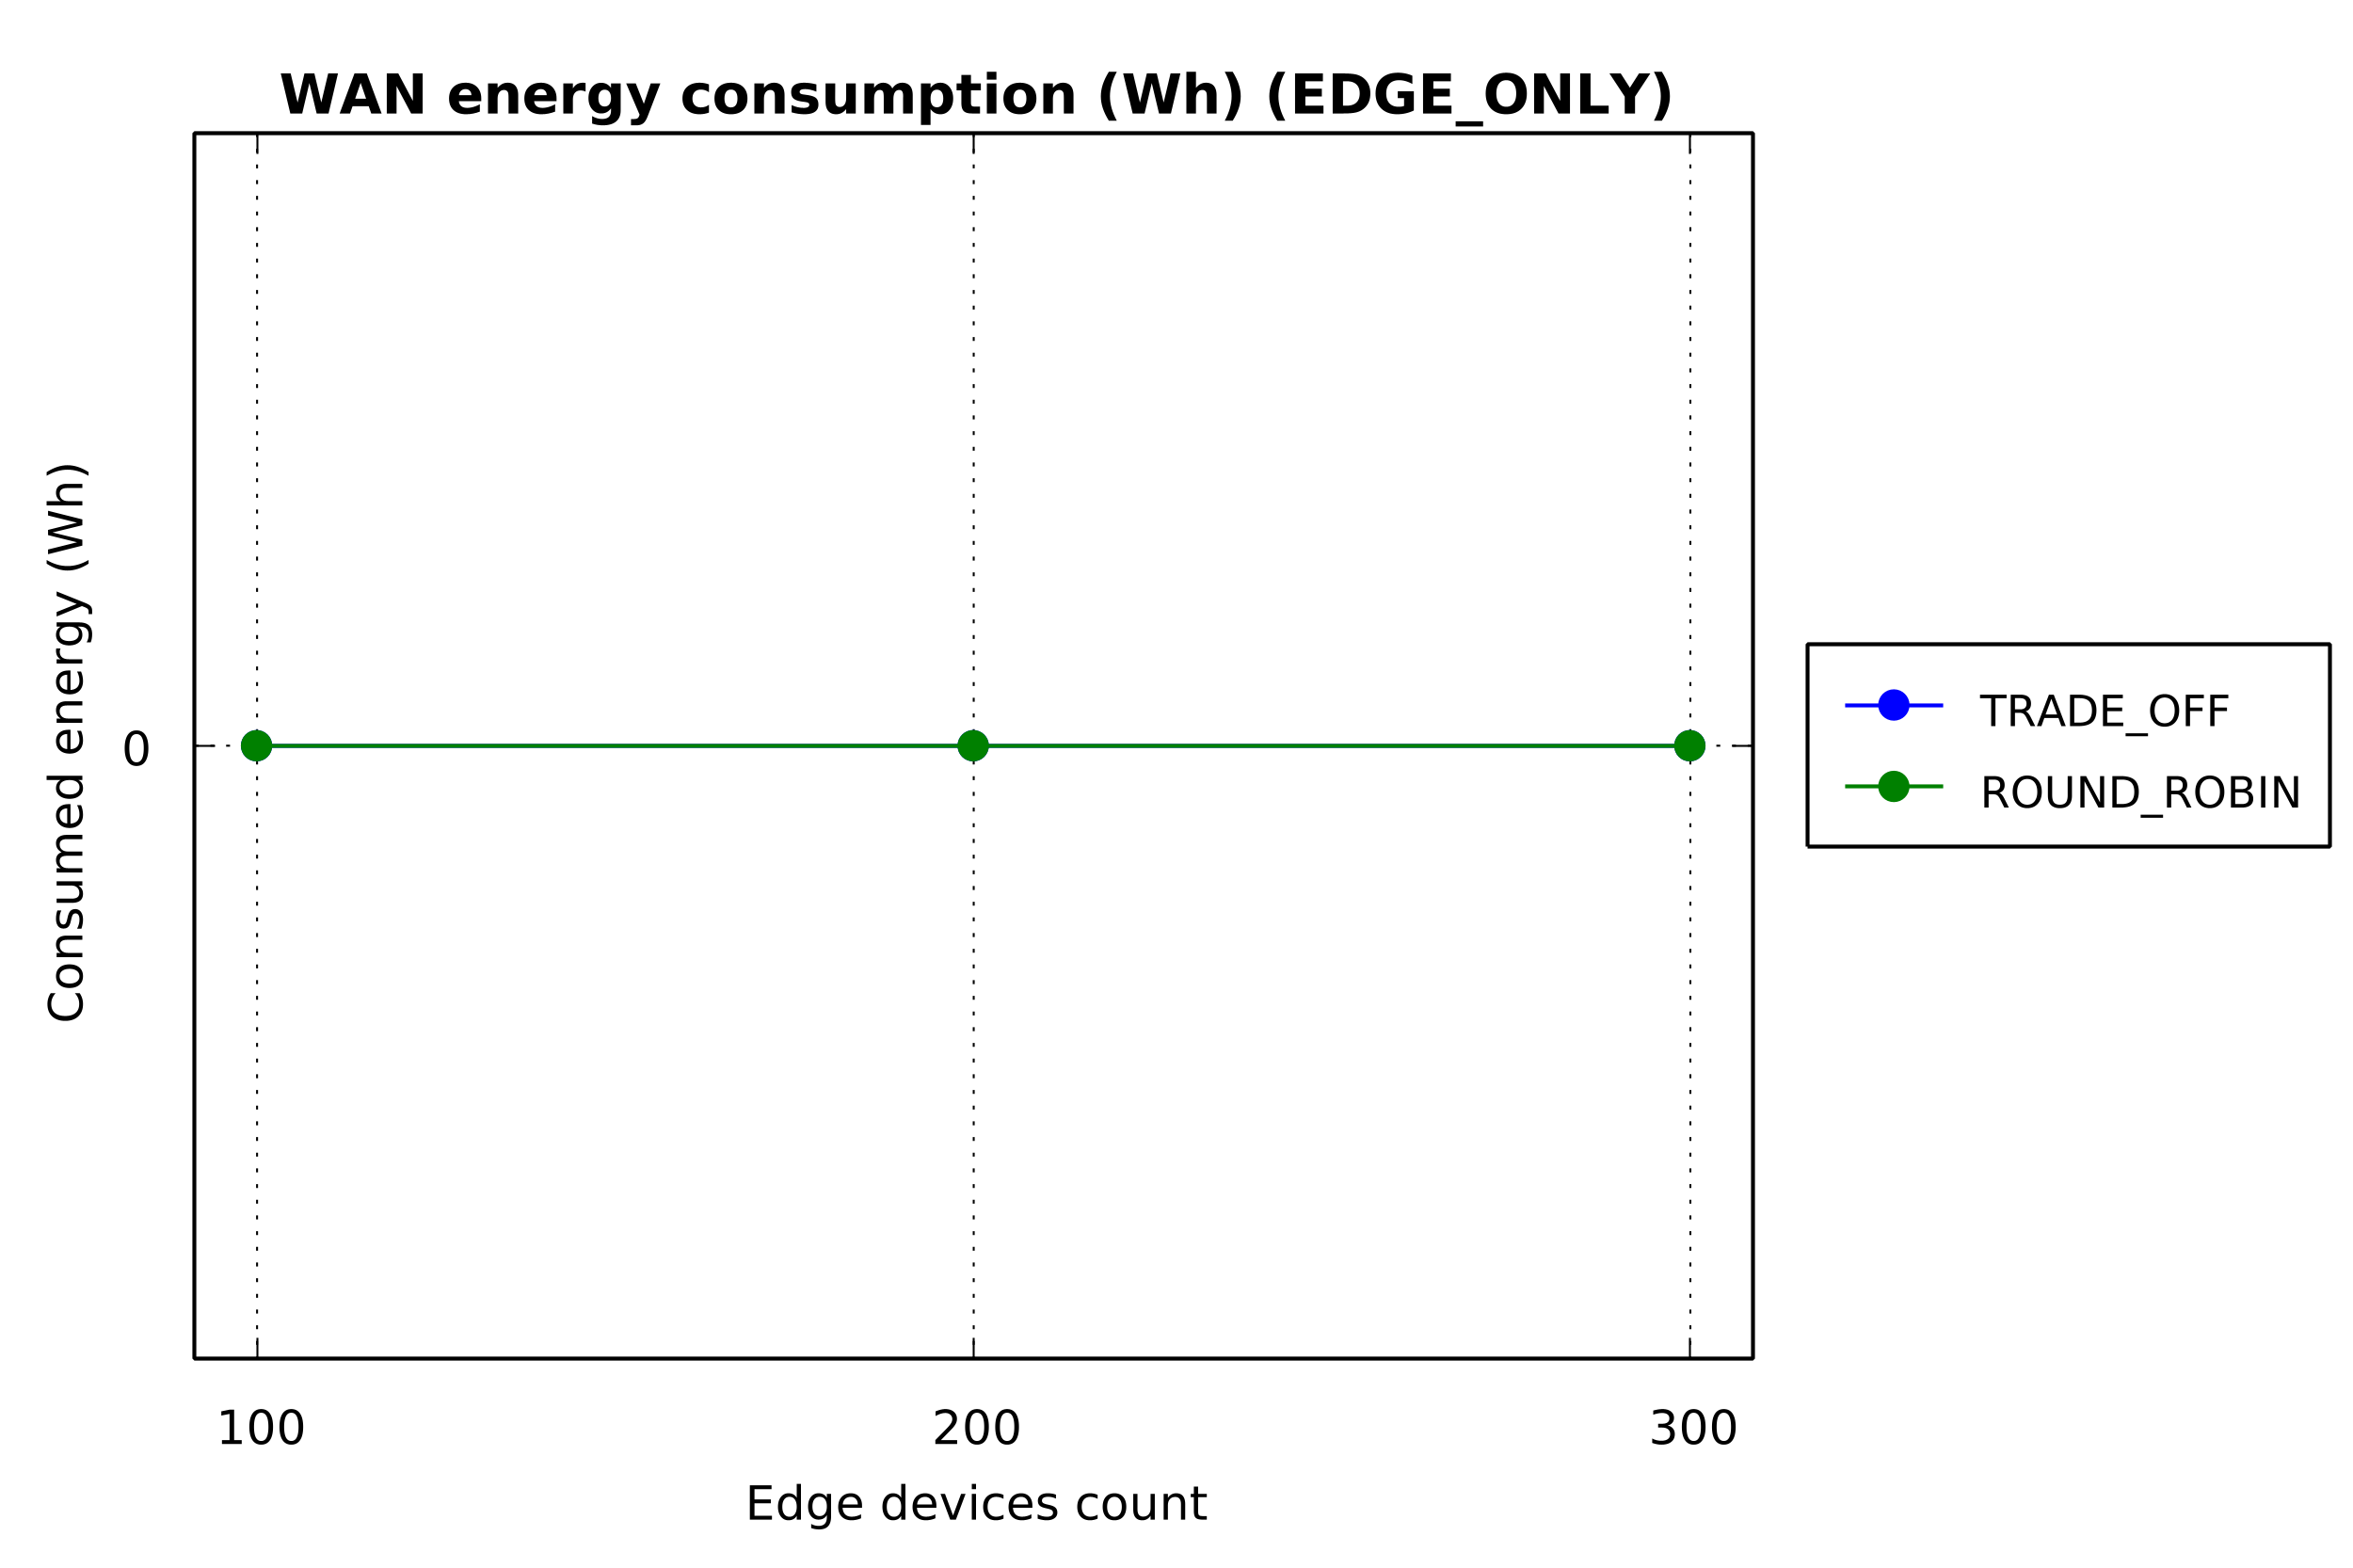 WAN energy consumption (Wh) (EDGE_ONLY)
Consumed energy (Wh)
0
100 200 300
Edge devices count
TRADE_OFF
ROUND_ROBIN